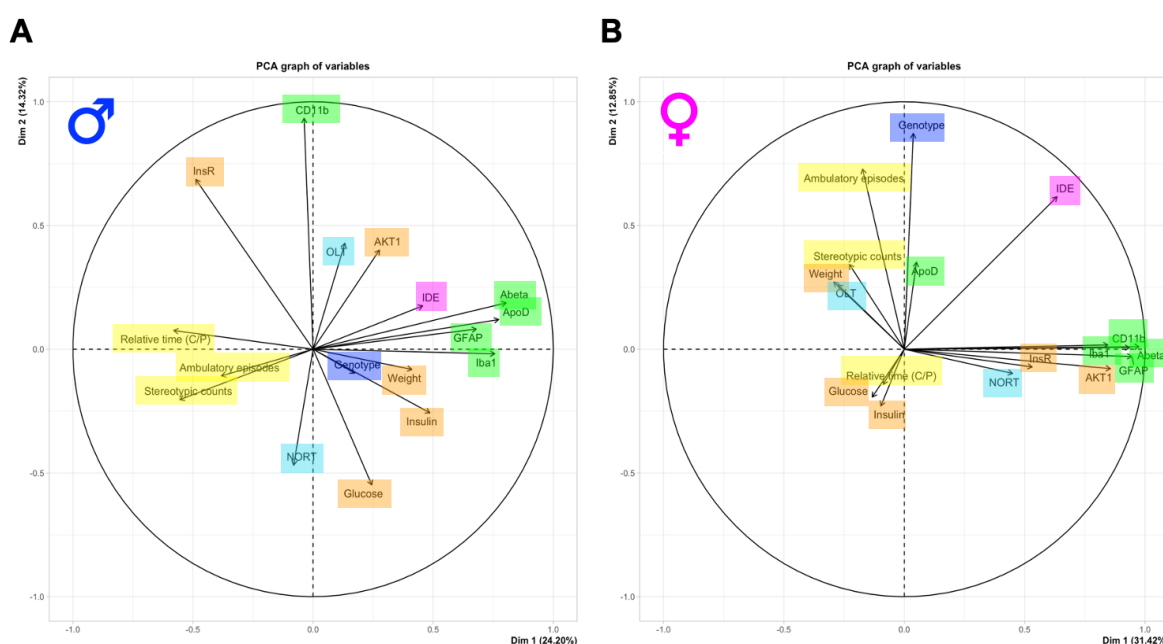 A
PCA graph of variables
Dim 2 (14.32%)
1.0
0.5
0.0
-0.5
-1.0
CD11b
InsR
OLT
AKT1
IDE
Abeta
ApoD
GFAP
Iba1
Relative time (C/P)
Ambulatory episodes
Stereotypic counts
Genotype
Weight
Insulin
NORT
Glucose
-1.0
-0.5
0.0
0.5
1.0
Dim 1 (24.20%)
B
PCA graph of variables
Dim 2 (12.85%)
1.0
0.5
0.0
-0.5
-1.0
Genotype
Ambulatory episodes
IDE
Stereotypic counts
Weight
ApoD
OLT
CD11b
Iba1
Abeta
InsR
GFAP
Relative time (C/P)
AKT1
NORT
Glucose
Insulin
-1.0
-0.5
0.0
0.5
1.0
Dim 1 (31.42%)